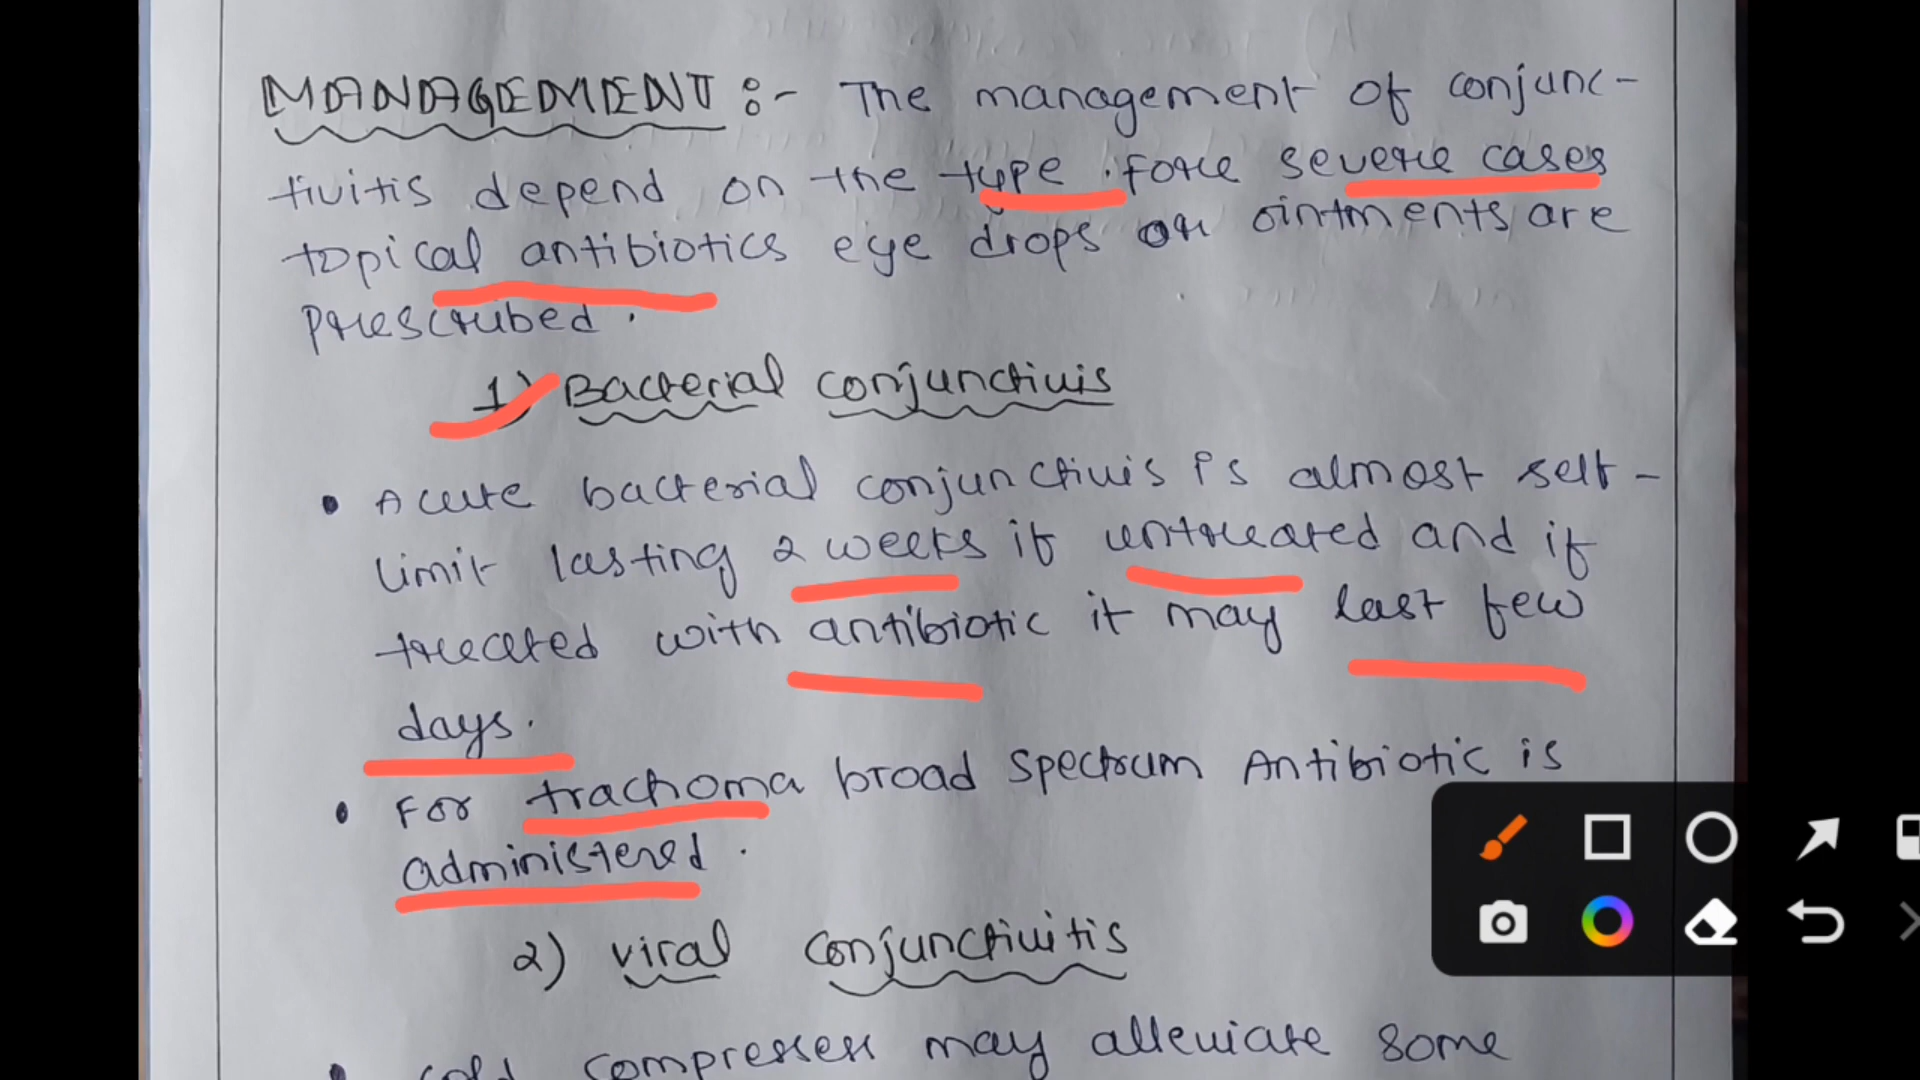 MANAGEMENT :- The management of conjunc-
tivitis depend on the type . fore severe cases
topical antibiotics eye drops or ointments are
prescribed .
1) Bacterial conjunctivis
• Acute bacterial conjunctivis is almost self-
limit lasting 2 weeks if untreated and if
treated with antibiotic it may last few
days .
• For trachoma broad spectrum Antibiotic is
administered .
2) viral conjunctivitis
• cold compresses may alleviate some